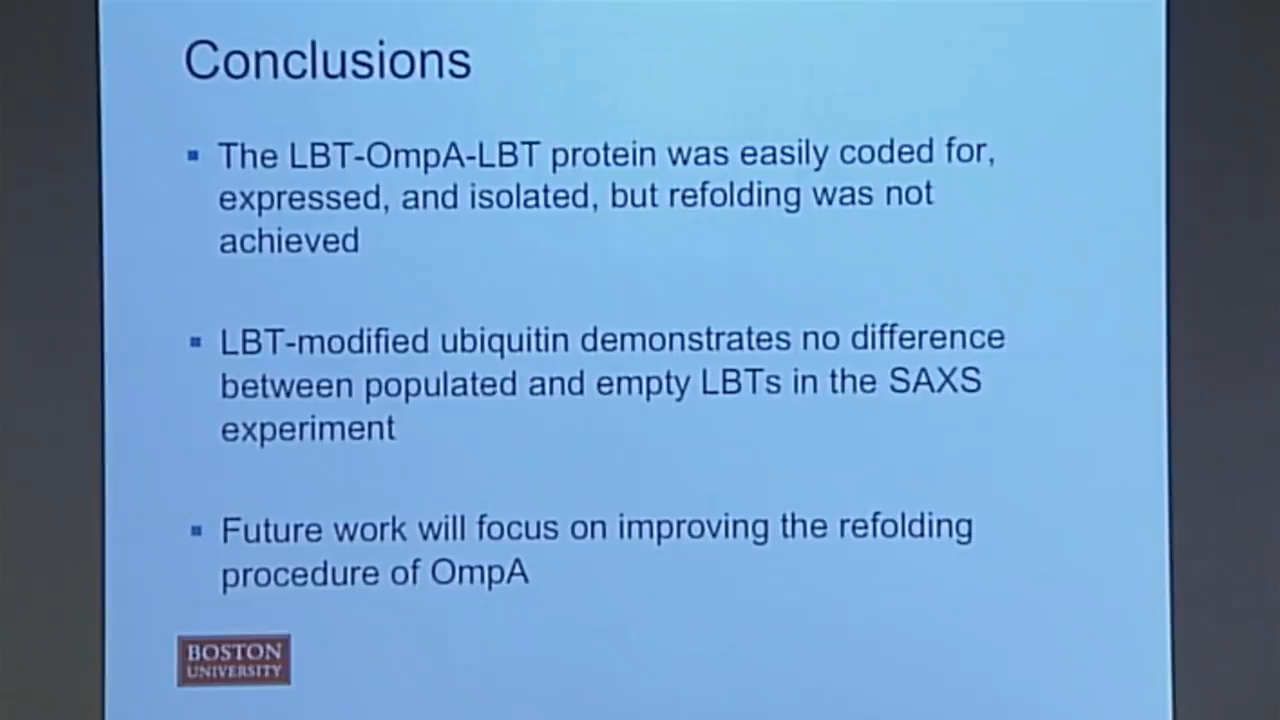 Conclusions
▪ The LBT-OmpA-LBT protein was easily coded for,
expressed, and isolated, but refolding was not
achieved
▪ LBT-modified ubiquitin demonstrates no difference
between populated and empty LBTs in the SAXS
experiment
▪ Future work will focus on improving the refolding
procedure of OmpA
BOSTON
UNIVERSITY